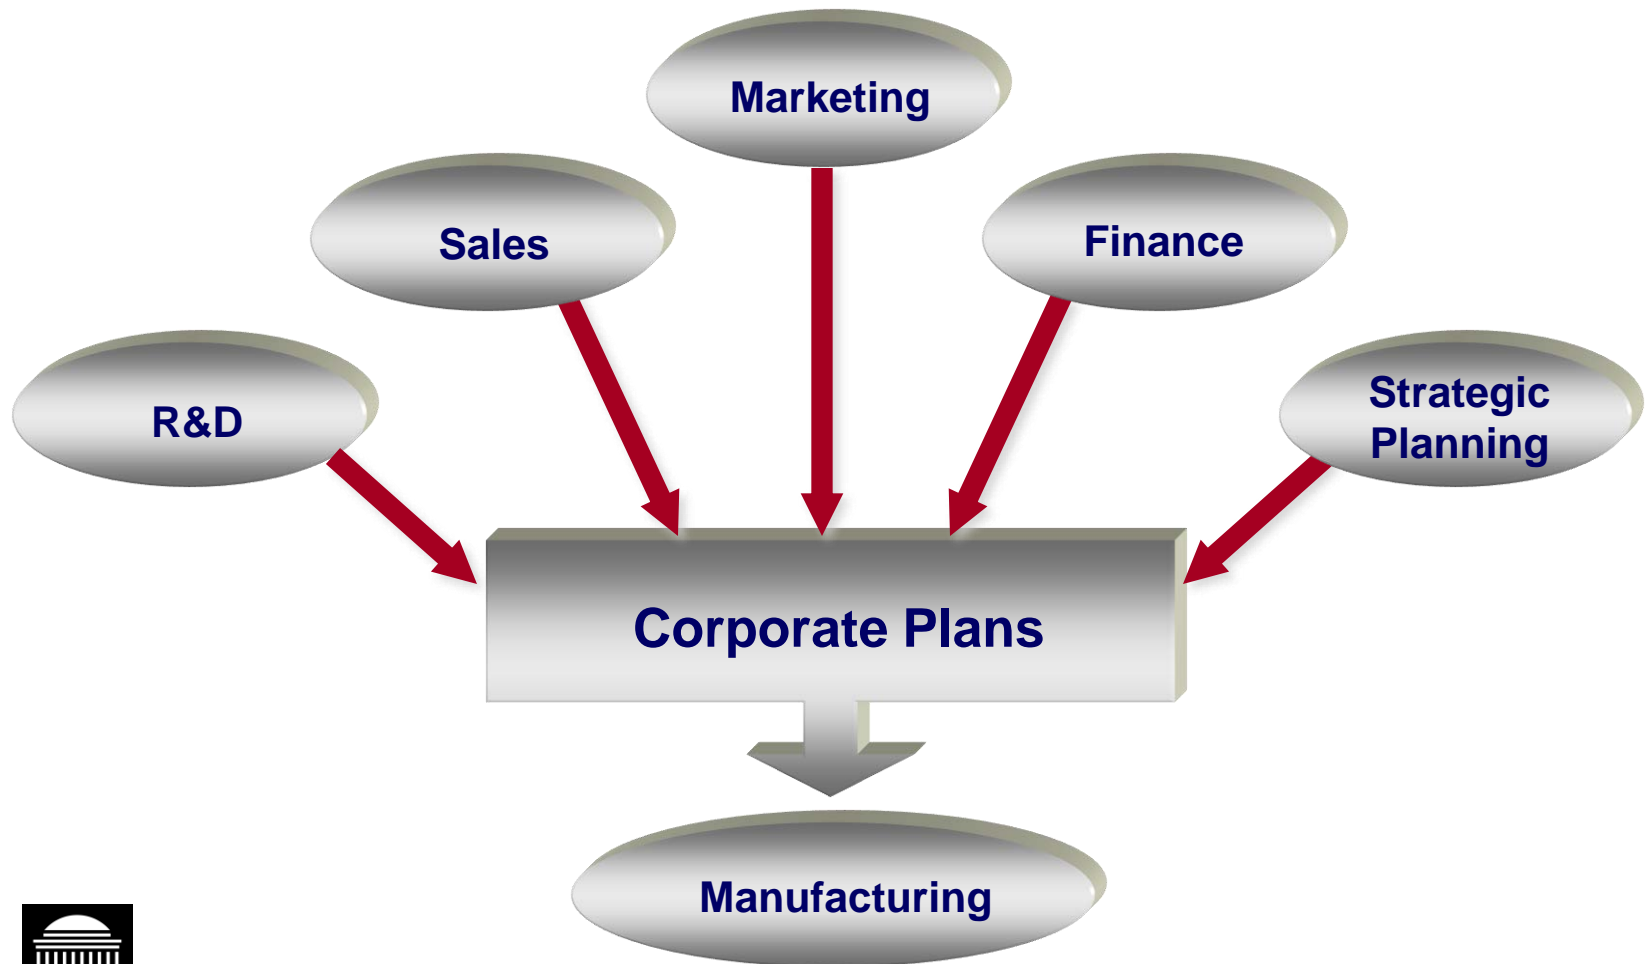 Marketing
Sales
Finance
R&D
Strategic
Planning
Corporate Plans
Manufacturing